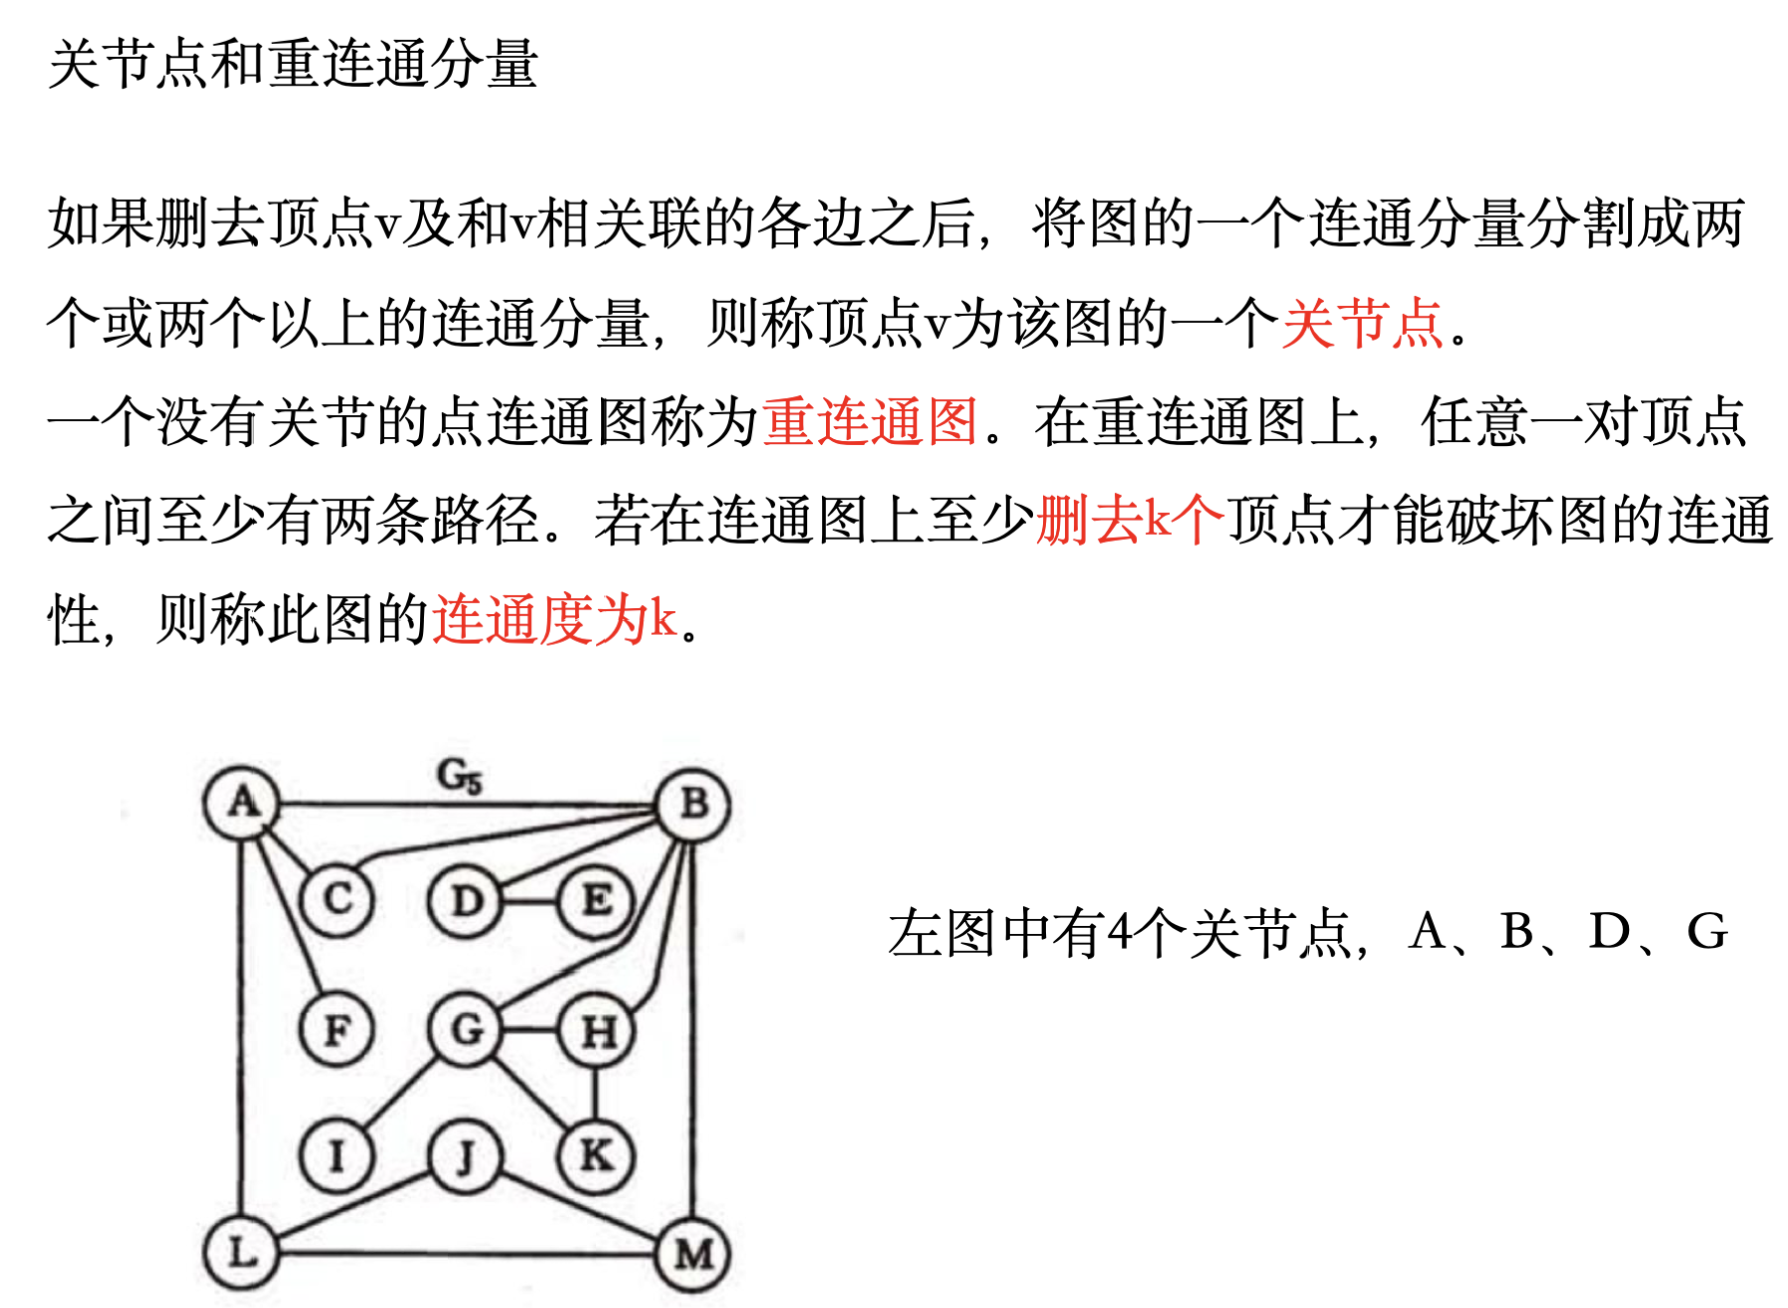 关节点和重连通分量
如果删去顶点v及和v相关联的各边之后，将图的一个连通分量分割成两
个或两个以上的连通分量，则称顶点v为该图的一个关节点。
一个没有关节的点连通图称为重连通图。在重连通图上，任意一对顶点
之间至少有两条路径。若在连通图上至少删去k个顶点才能破坏图的连通
性，则称此图的连通度为k。
G5
A B
C D E
左图中有4个关节点，A、B、D、G
F G H
I J K
L M